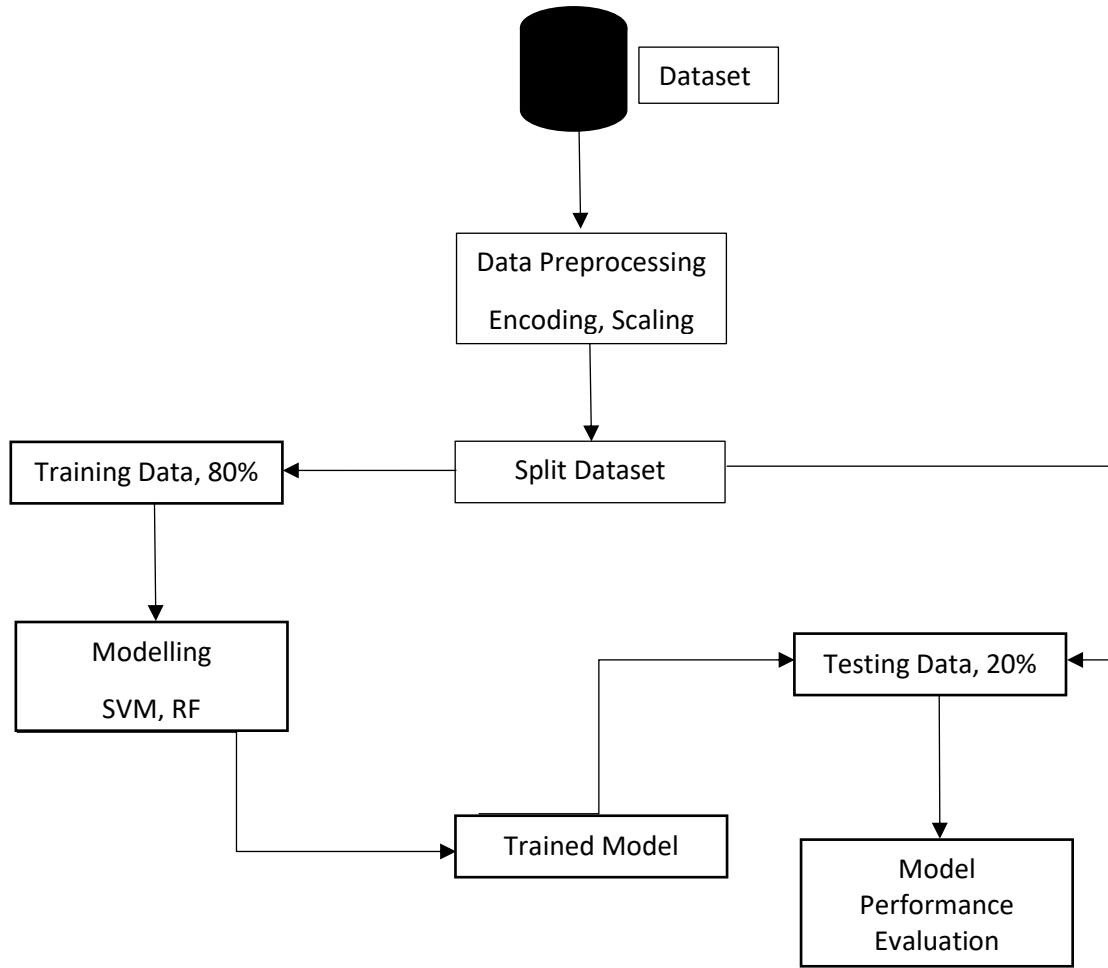 Dataset
Data Preprocessing
Encoding, Scaling
Split Dataset
Training Data, 80%
Modelling
SVM, RF
Testing Data, 20%
Trained Model
Model
Performance
Evaluation